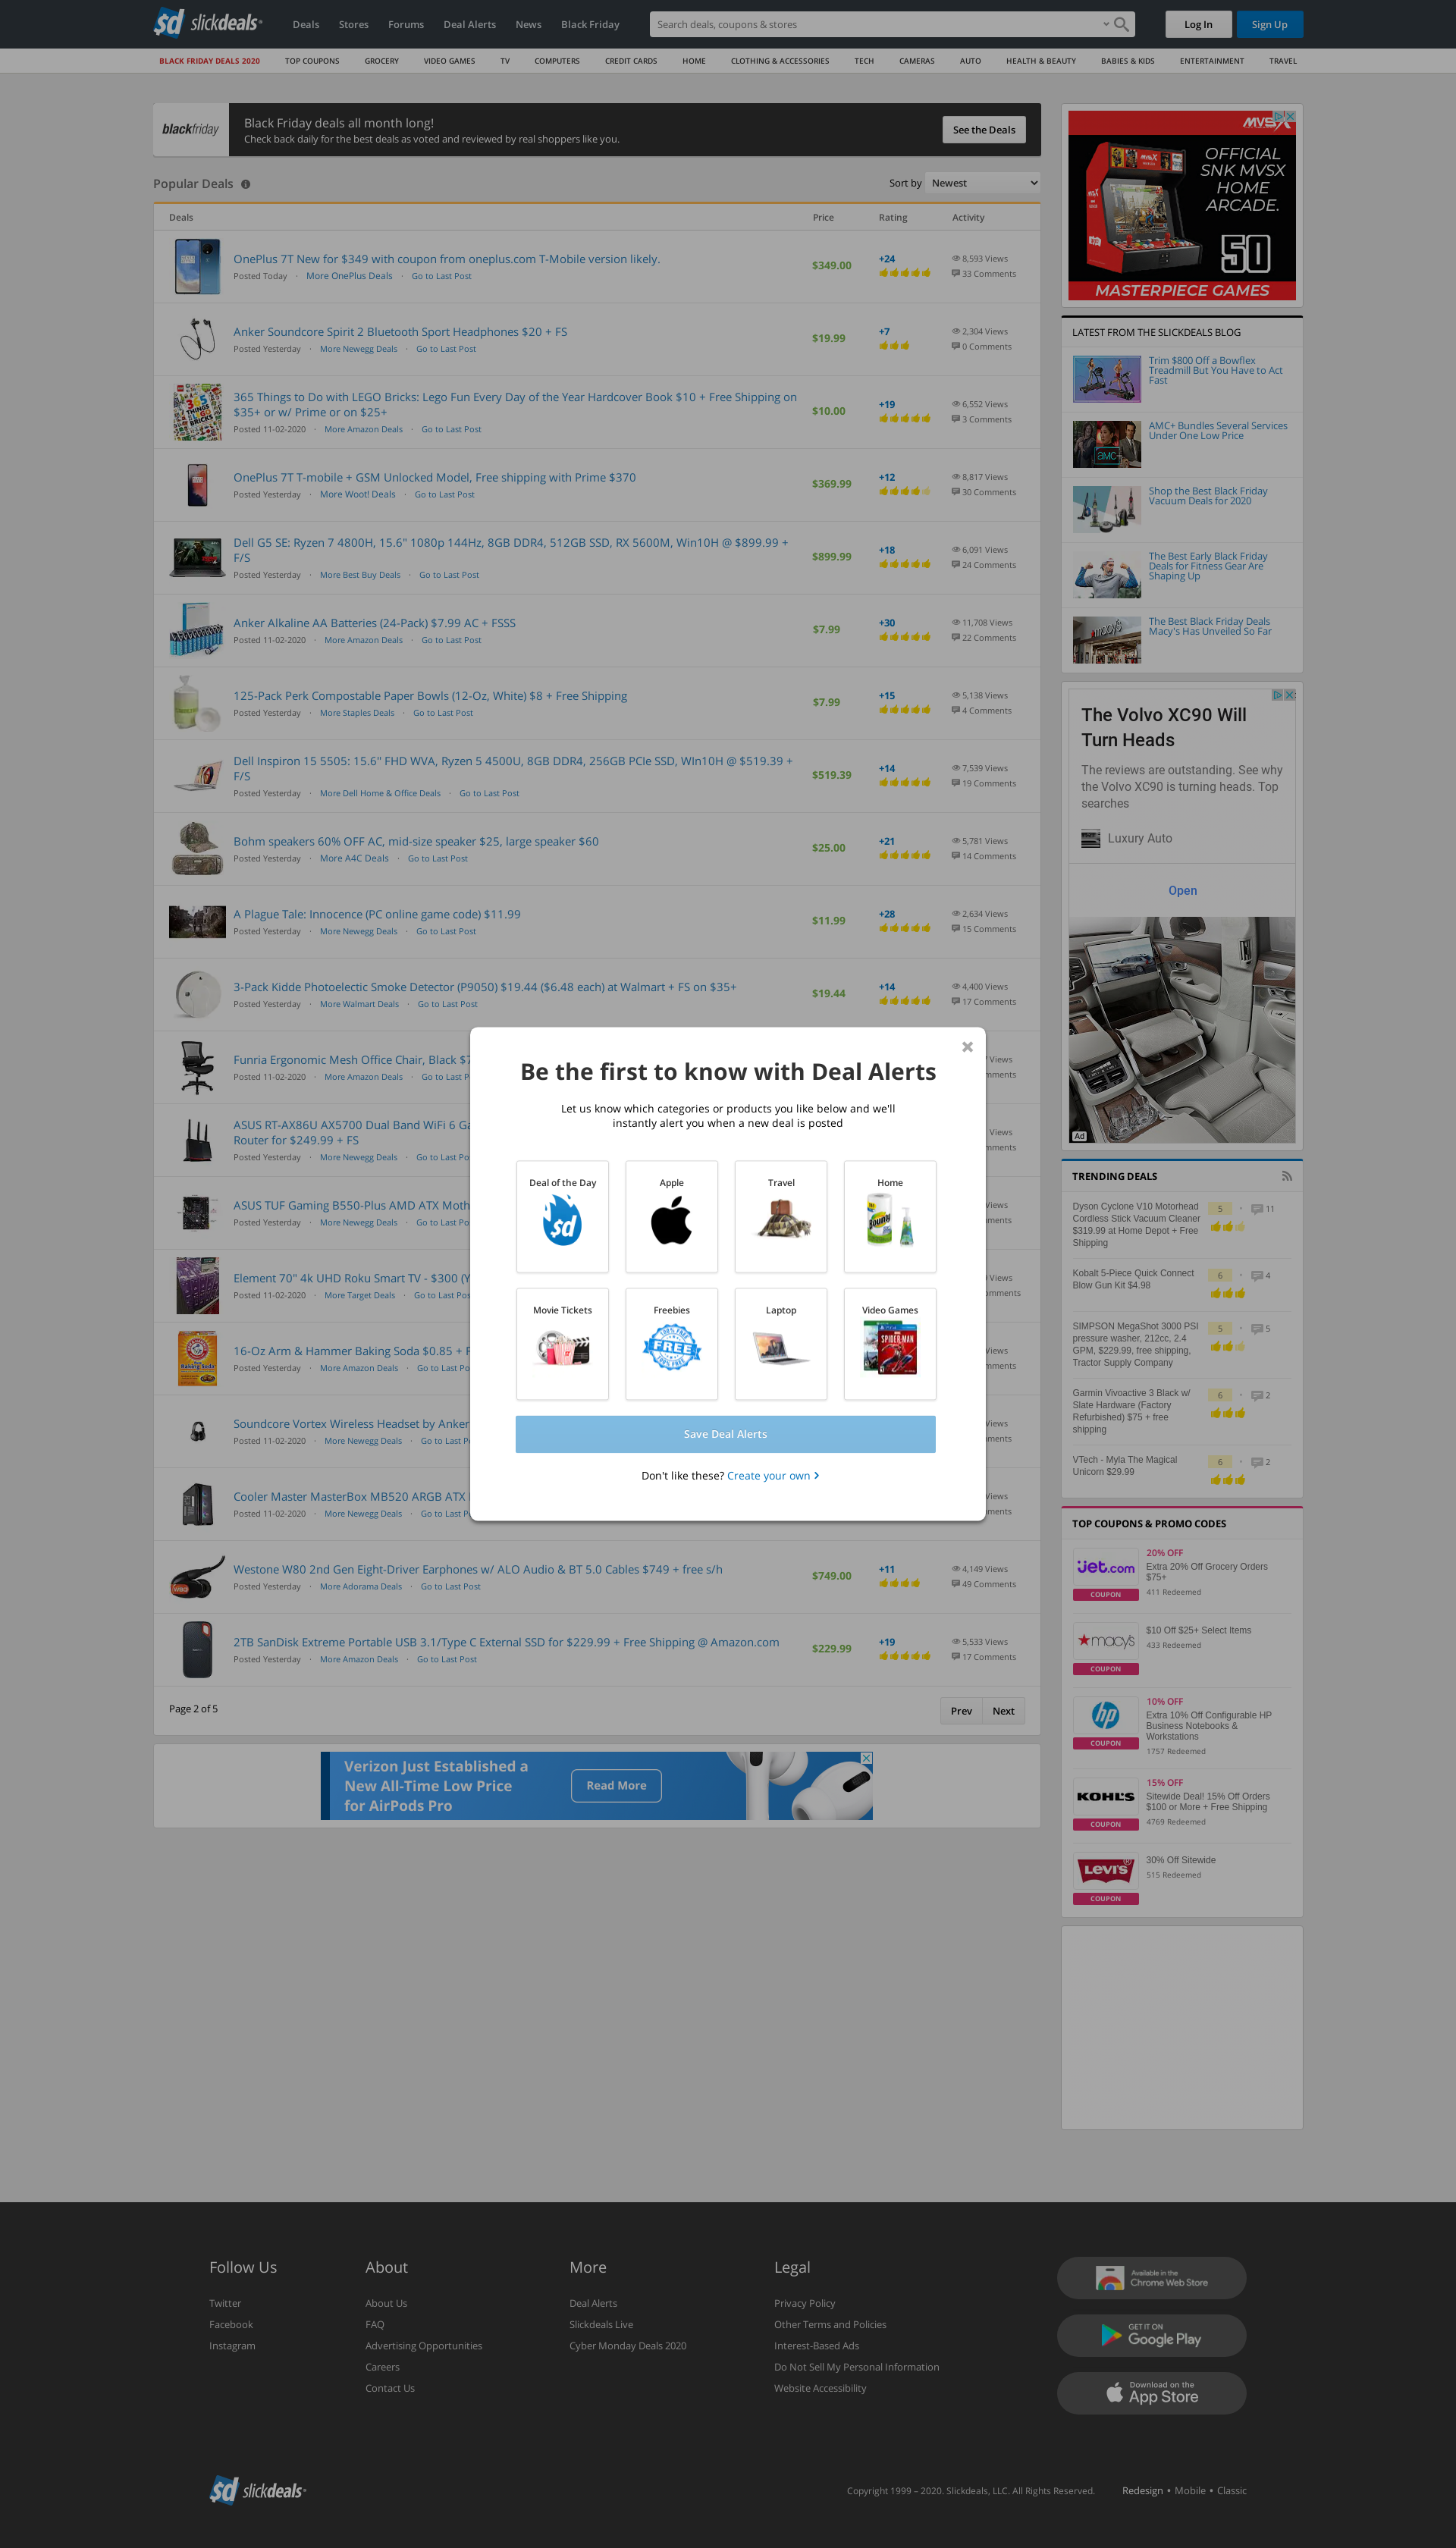 sd slickdeals
Deals Stores Forums Deal Alerts News Black Friday
Search deals, coupons & stores
Log In Sign Up
BLACK FRIDAY DEALS 2020 TOP COUPONS GROCERY VIDEO GAMES TV COMPUTERS CREDIT CARDS HOME CLOTHING & ACCESSORIES TECH CAMERAS AUTO HEALTH & BEAUTY BABIES & KIDS ENTERTAINMENT TRAVEL
blackfriday
Black Friday deals all month long!
Check back daily for the best deals as voted and reviewed by real shoppers like you.
See the Deals
Popular Deals
Sort by Newest
Deals Price Rating Activity
OnePlus 7T New for $349 with coupon from oneplus.com T-Mobile version likely.
Posted Today · More OnePlus Deals · Go to Last Post
$349.00 +24 8,593 Views
33 Comments
Anker Soundcore Spirit 2 Bluetooth Sport Headphones $20 + FS
Posted Yesterday · More Newegg Deals · Go to Last Post
$19.99 +7 2,304 Views
0 Comments
365 Things to Do with LEGO Bricks: Lego Fun Every Day of the Year Hardcover Book $10 + Free Shipping on
$35+ or w/ Prime or on $25+
Posted 11-02-2020 · More Amazon Deals · Go to Last Post
$10.00 +19 6,552 Views
3 Comments
OnePlus 7T T-mobile + GSM Unlocked Model, Free shipping with Prime $370
Posted Yesterday · More Woot! Deals · Go to Last Post
$369.99 +12 8,817 Views
30 Comments
Dell G5 SE: Ryzen 7 4800H, 15.6" 1080p 144Hz, 8GB DDR4, 512GB SSD, RX 5600M, Win10H @ $899.99 +
F/S
Posted Yesterday · More Best Buy Deals · Go to Last Post
$899.99 +18 6,091 Views
24 Comments
Anker Alkaline AA Batteries (24-Pack) $7.99 AC + FSSS
Posted 11-02-2020 · More Amazon Deals · Go to Last Post
$7.99 +30 11,708 Views
22 Comments
125-Pack Perk Compostable Paper Bowls (12-Oz, White) $8 + Free Shipping
Posted Yesterday · More Staples Deals · Go to Last Post
$7.99 +15 5,138 Views
4 Comments
Dell Inspiron 15 5505: 15.6" FHD WVA, Ryzen 5 4500U, 8GB DDR4, 256GB PCIe SSD, WIn10H @ $519.39 +
F/S
Posted Yesterday · More Dell Home & Office Deals · Go to Last Post
$519.39 +14 7,539 Views
19 Comments
Bohm speakers 60% OFF AC, mid-size speaker $25, large speaker $60
Posted Yesterday · More A4C Deals · Go to Last Post
$25.00 +21 5,781 Views
14 Comments
A Plague Tale: Innocence (PC online game code) $11.99
Posted Yesterday · More Newegg Deals · Go to Last Post
$11.99 +28 2,634 Views
15 Comments
3-Pack Kidde Photoelectic Smoke Detector (P9050) $19.44 ($6.48 each) at Walmart + FS on $35+
Posted Yesterday · More Walmart Deals · Go to Last Post
$19.44 +14 4,400 Views
17 Comments
Funria Ergonomic Mesh Office Chair, Black $7
Posted 11-02-2020 · More Amazon Deals · Go to Last P
Views
ASUS RT-AX86U AX5700 Dual Band WiFi 6 Ga
Router for $249.99 + FS
Posted Yesterday · More Newegg Deals · Go to Last Po
Views
ASUS TUF Gaming B550-Plus AMD ATX Moth
Posted Yesterday · More Newegg Deals · Go to Last Po
Views
Element 70" 4k UHD Roku Smart TV - $300 (Y
Posted 11-02-2020 · More Target Deals · Go to Last Pos
Views
16-Oz Arm & Hammer Baking Soda $0.85 + F
Posted Yesterday · More Amazon Deals · Go to Last Po
Views
Soundcore Vortex Wireless Headset by Anker
Posted 11-02-2020 · More Newegg Deals · Go to Last P
Views
Cooler Master MasterBox MB520 ARGB ATX
Posted 11-02-2020 · More Newegg Deals · Go to Last P
Views
Westone W80 2nd Gen Eight-Driver Earphones w/ ALO Audio & BT 5.0 Cables $749 + free s/h
Posted Yesterday · More Adorama Deals · Go to Last Post
$749.00 +11 4,149 Views
49 Comments
2TB SanDisk Extreme Portable USB 3.1/Type C External SSD for $229.99 + Free Shipping @ Amazon.com
Posted Yesterday · More Amazon Deals · Go to Last Post
$229.99 +19 5,533 Views
17 Comments
Page 2 of 5
Prev Next
Verizon Just Established a
New All-Time Low Price
for AirPods Pro
Read More
Be the first to know with Deal Alerts
Let us know which categories or products you like below and we'll
instantly alert you when a new deal is posted
Deal of the Day Apple Travel Home
Movie Tickets Freebies Laptop Video Games
Save Deal Alerts
Don't like these? Create your own
MVSX
OFFICIAL
SNK MVSX
HOME
ARCADE.
50
MASTERPIECE GAMES
LATEST FROM THE SLICKDEALS BLOG
Trim $800 Off a Bowflex
Treadmill But You Have to Act
Fast
AMC+ Bundles Several Services
Under One Low Price
Shop the Best Black Friday
Vacuum Deals for 2020
The Best Early Black Friday
Deals for Fitness Gear Are
Shaping Up
The Best Black Friday Deals
Macy's Has Unveiled So Far
The Volvo XC90 Will
Turn Heads
The reviews are outstanding. See why
the Volvo XC90 is turning heads. Top
searches
Luxury Auto
Open
Ad
TRENDING DEALS
Dyson Cyclone V10 Motorhead
Cordless Stick Vacuum Cleaner
$319.99 at Home Depot + Free
Shipping
5 · 11
Kobalt 5-Piece Quick Connect
Blow Gun Kit $4.98
6 · 4
SIMPSON MegaShot 3000 PSI
pressure washer, 212cc, 2.4
GPM, $229.99, free shipping,
Tractor Supply Company
5 · 5
Garmin Vivoactive 3 Black w/
Slate Hardware (Factory
Refurbished) $75 + free
shipping
6 · 2
VTech - Myla The Magical
Unicorn $29.99
6 · 2
TOP COUPONS & PROMO CODES
jet.com
COUPON
20% OFF
Extra 20% Off Grocery Orders
$75+
411 Redeemed
macy's
COUPON
$10 Off $25+ Select Items
433 Redeemed
hp
COUPON
10% OFF
Extra 10% Off Configurable HP
Business Notebooks &
Workstations
1757 Redeemed
KOHL'S
COUPON
15% OFF
Sitewide Deal! 15% Off Orders
$100 or More + Free Shipping
4769 Redeemed
LEVI'S
COUPON
30% Off Sitewide
515 Redeemed
Follow Us
Twitter
Facebook
Instagram
About
About Us
FAQ
Advertising Opportunities
Careers
Contact Us
More
Deal Alerts
Slickdeals Live
Cyber Monday Deals 2020
Legal
Privacy Policy
Other Terms and Policies
Interest-Based Ads
Do Not Sell My Personal Information
Website Accessibility
Available in the
Chrome Web Store
GET IT ON
Google Play
Download on the
App Store
sd slickdeals
Copyright 1999 – 2020. Slickdeals, LLC. All Rights Reserved.
Redesign • Mobile • Classic